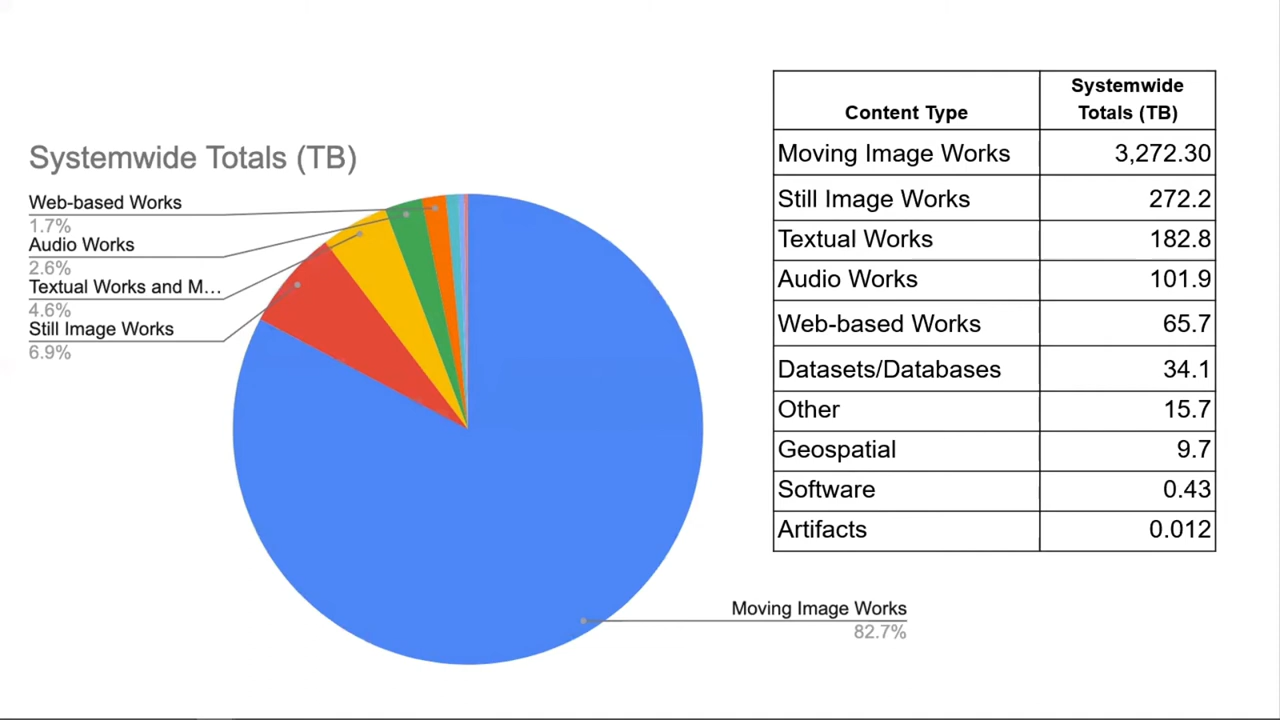 Systemwide Totals (TB)
Web-based Works
1.7%
Audio Works
2.6%
Textual Works and M...
4.6%
Still Image Works
6.9%
Moving Image Works
82.7%
Content Type Systemwide Totals (TB)
Moving Image Works 3,272.30
Still Image Works 272.2
Textual Works 182.8
Audio Works 101.9
Web-based Works 65.7
Datasets/Databases 34.1
Other 15.7
Geospatial 9.7
Software 0.43
Artifacts 0.012